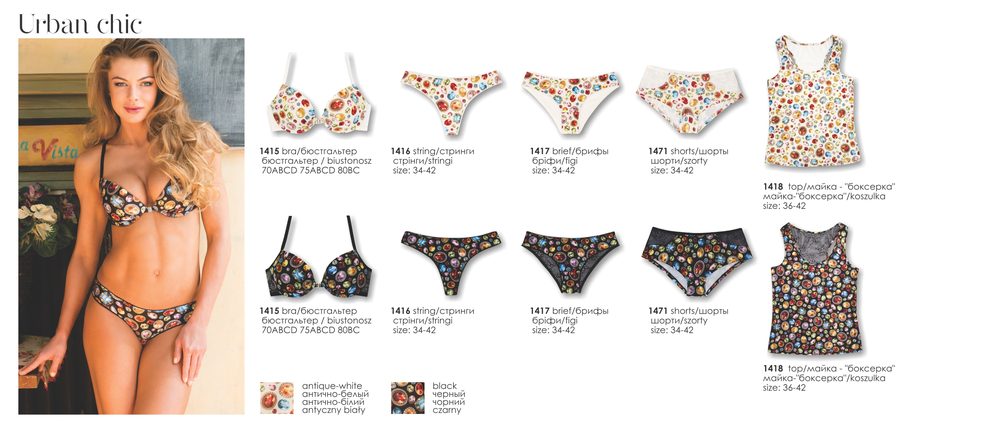 Urban chic
a Vista
1415 bra/бюстгальтер
бюстгальтер / biustonosz
70ABCD 75ABCD 80BC
1416 string/стринги
стрінги/stringi
size: 34-42
1417 brief/брифы
бріфи/figi
size: 34-42
1471 shorts/шорты
шорти/szorty
size: 34-42
1418 top/майка - "боксерка"
майка-"боксерка"/koszulka
size: 36-42
1415 bra/бюстгальтер
бюстгальтер / biustonosz
70ABCD 75ABCD 80BC
1416 string/стринги
стрінги/stringi
size: 34-42
1417 brief/брифы
бріфи/figi
size: 34-42
1471 shorts/шорты
шорти/szorty
size: 34-42
1418 top/майка - "боксерка"
майка-"боксерка"/koszulka
size: 36-42
antique-white
антично-белый
антично-білий
antyczny biały
black
черный
чорний
czarny